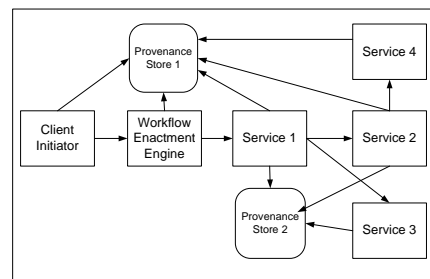 Provenance
Store 1
Service 4
Client
Initiator
Workflow
Enactment
Engine
Service 1
Service 2
Provenance
Store 2
Service 3